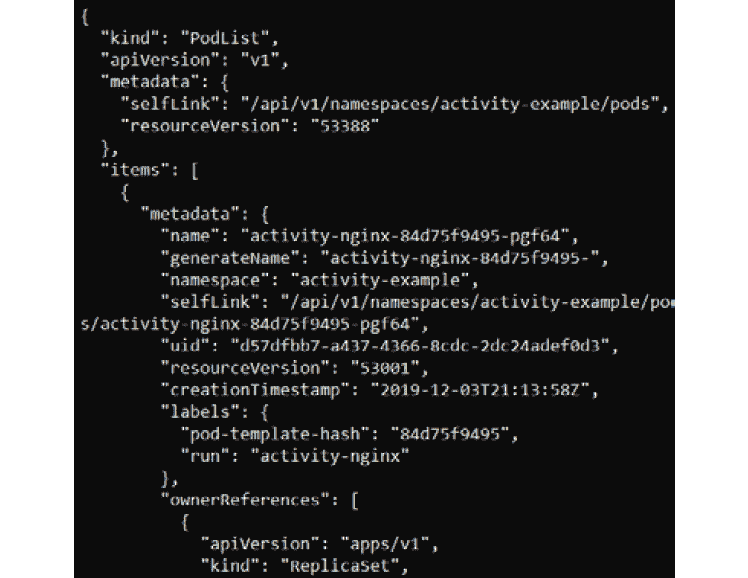 {
  "kind": "PodList",
  "apiVersion": "v1",
  "metadata": {
    "selfLink": "/api/v1/namespaces/activity-example/pods",
    "resourceVersion": "53388"
  },
  "items": [
    {
      "metadata": {
        "name": "activity-nginx-84d75f9495-pgf64",
        "generateName": "activity-nginx-84d75f9495-",
        "namespace": "activity-example",
        "selfLink": "/api/v1/namespaces/activity-example/po
s/activity-nginx-84d75f9495-pgf64",
        "uid": "d57dfbb7-a437-4366-8cdc-2dc24adef0d3",
        "resourceVersion": "53001",
        "creationTimestamp": "2019-12-03T21:13:58Z",
        "labels": {
          "pod-template-hash": "84d75f9495",
          "run": "activity-nginx"
        },
        "ownerReferences": [
          {
            "apiVersion": "apps/v1",
            "kind": "ReplicaSet",